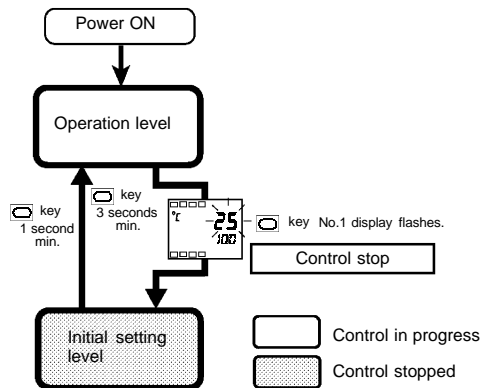 Power ON
Operation level
key
1 second
min.
key
3 seconds
min.
°C
25
100
key No.1 display flashes.
Control stop
Initial setting
level
Control in progress
Control stopped